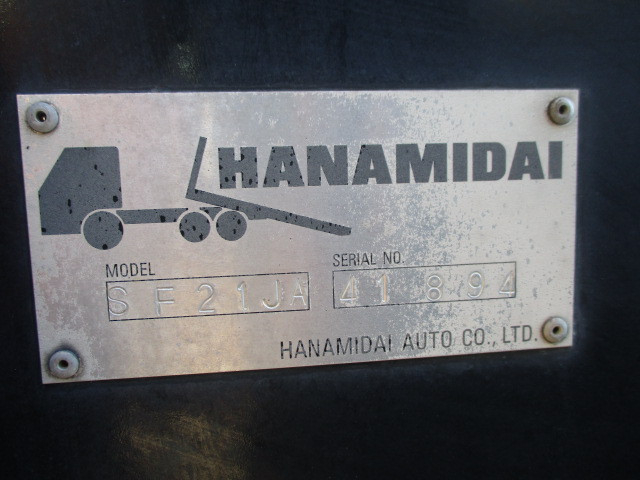 HANAMIDAI
MODEL SERIAL NO.
SF21JA 41894
HANAMIDAI AUTO CO., LTD.